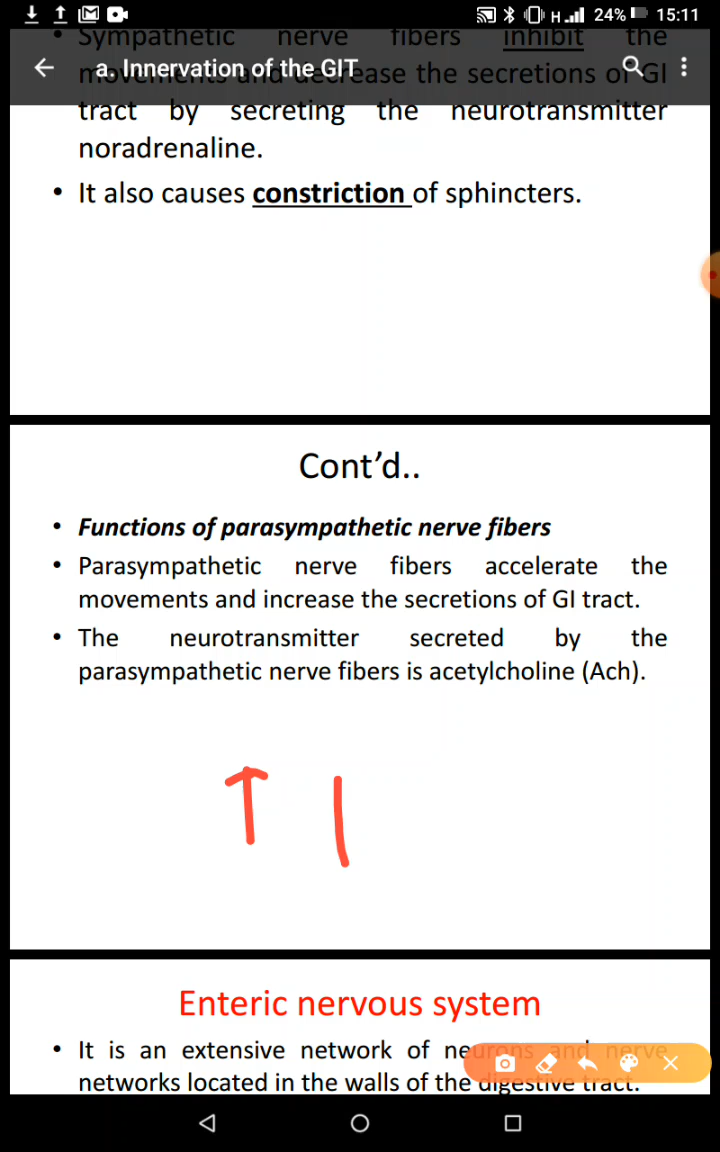 24% 15:11
• Sympathetic nerve fibers inhibit the
a. Innervation of the GIT
movements and decrease the secretions of GI
tract by secreting the neurotransmitter
noradrenaline.
• It also causes constriction of sphincters.
Cont’d..
• Functions of parasympathetic nerve fibers
• Parasympathetic nerve fibers accelerate the
movements and increase the secretions of GI tract.
• The neurotransmitter secreted by the
parasympathetic nerve fibers is acetylcholine (Ach).
Enteric nervous system
• It is an extensive network of neurons and nerve
networks located in the walls of the digestive tract.